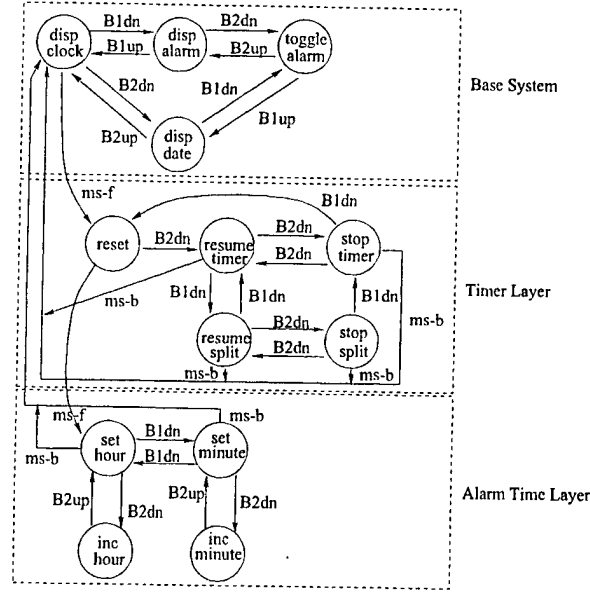 disp
clock
B1dn
B1up
disp
alarm
B2dn
B2up
toggle
alarm
B2dn
B2up
B1dn
B1up
disp
date
Base System
ms-f
B1dn
reset
B2dn
resume
timer
B2dn
B2dn
stop
timer
ms-b
B1dn
B1dn
B1dn
ms-b
Timer Layer
resume
split
B2dn
B2dn
stop
split
ms-b
ms-b
ms-f
ms-b
ms-b
set
hour
B1dn
B1dn
set
minute
B2up
B2dn
B2up
B2dn
Alarm Time Layer
inc
hour
inc
minute